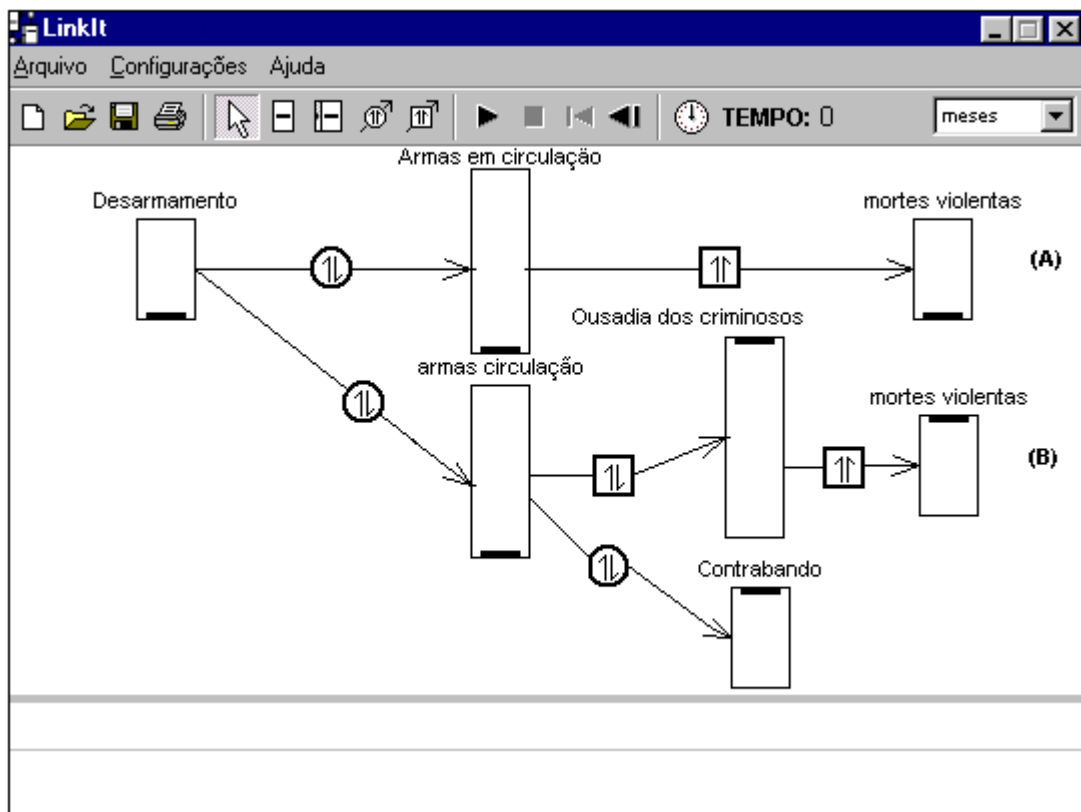 LinkIt
Arquivo Configurações Ajuda
TEMPO: 0 meses
Armas em circulação
Desarmamento
mortes violentas
(A)
Ousadia dos criminosos
armas circulação
mortes violentas
(B)
Contrabando